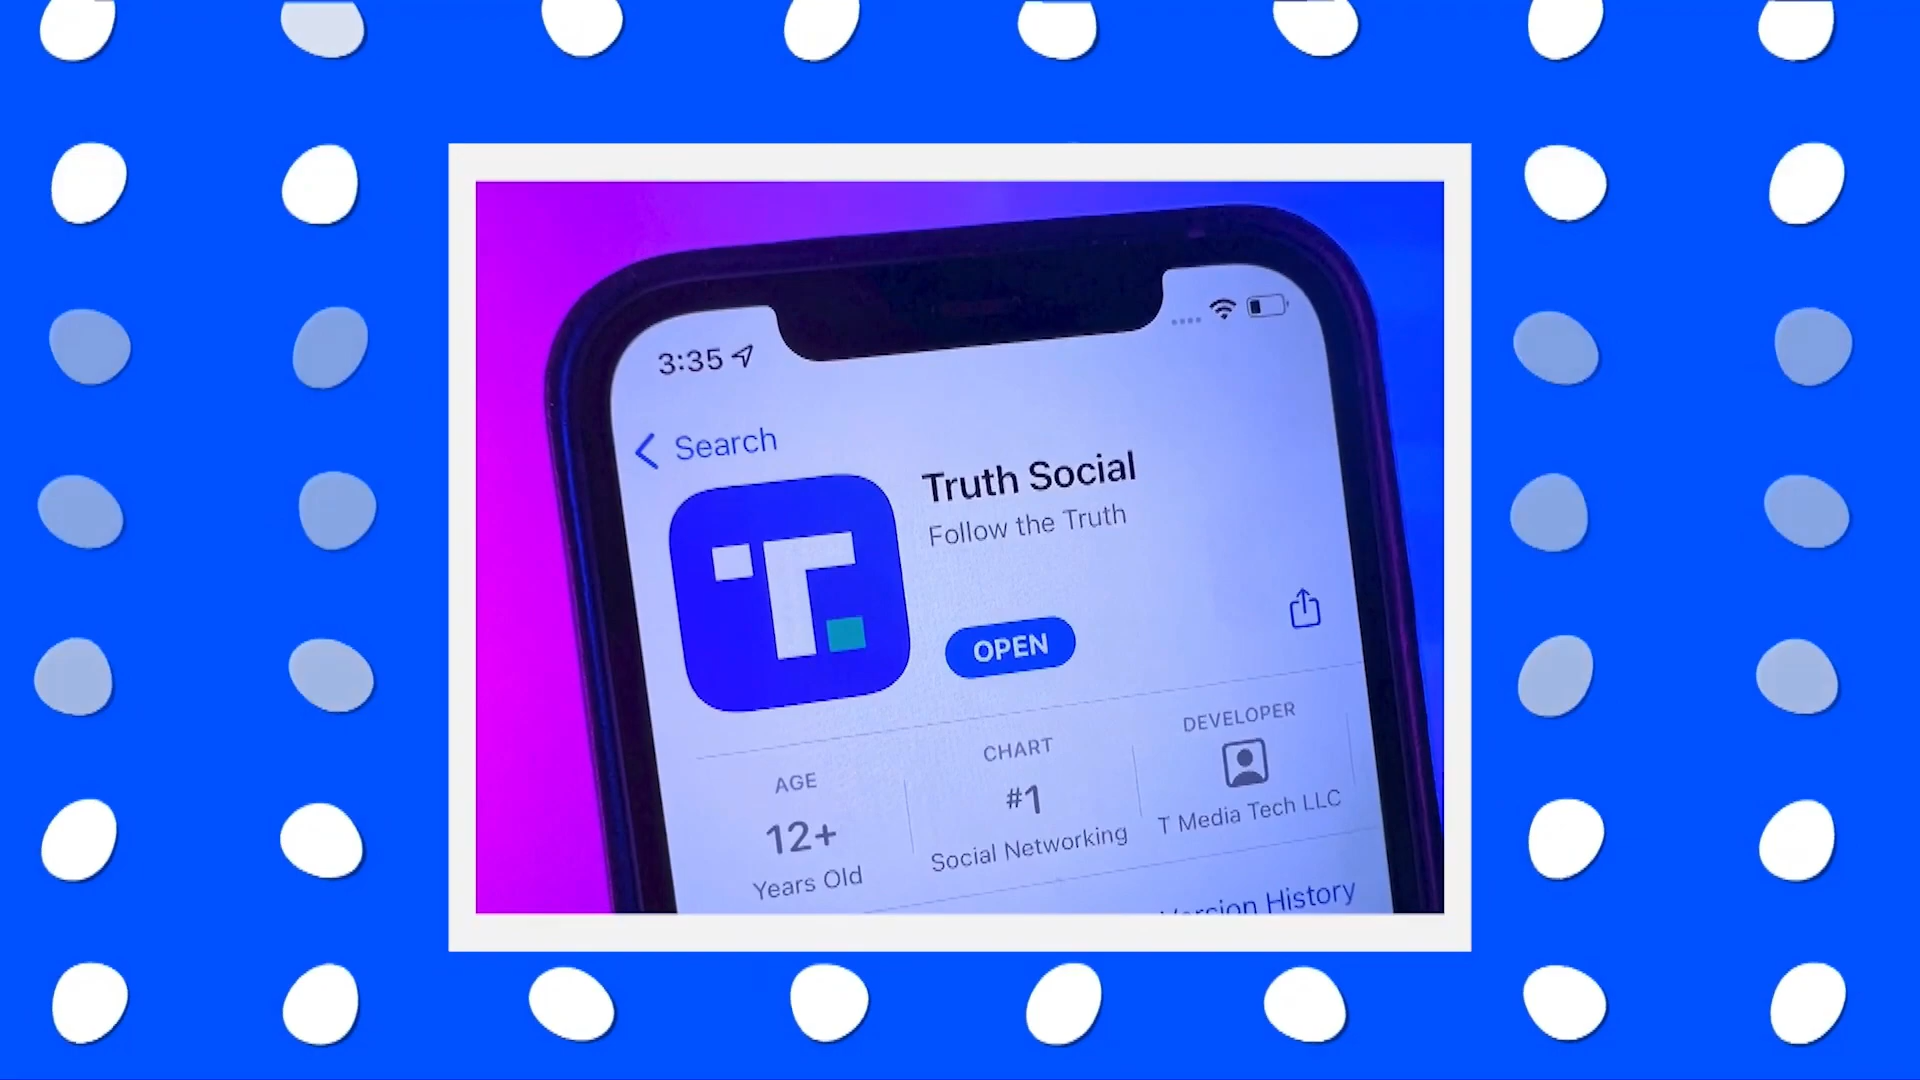 3:35
Search
Truth Social
Follow the Truth
OPEN
AGE
12+
Years Old
CHART
#1
Social Networking
DEVELOPER
T Media Tech LLC
Version History